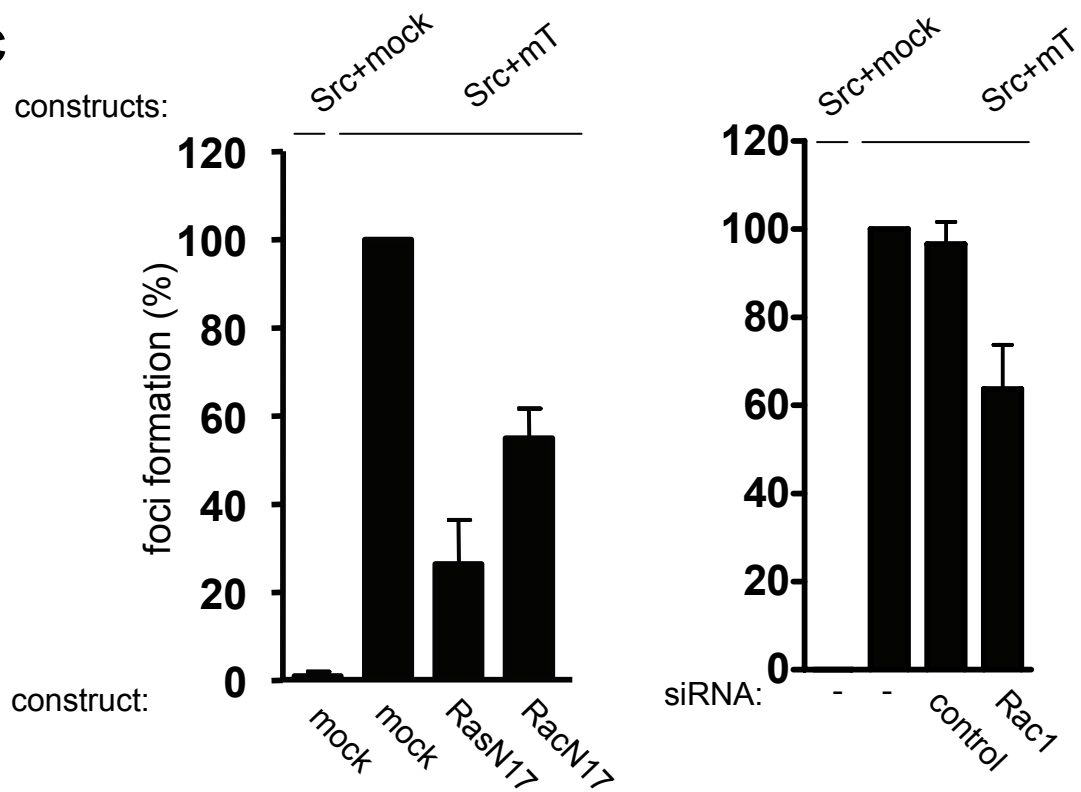 C
constructs:
Src+mock
Src+mT
foci formation (%)
120
100
80
60
40
20
0
construct:
mock
mock
RasN17
RacN17
Src+mock
Src+mT
120
100
80
60
40
20
0
siRNA:
-
-
control
Rac1